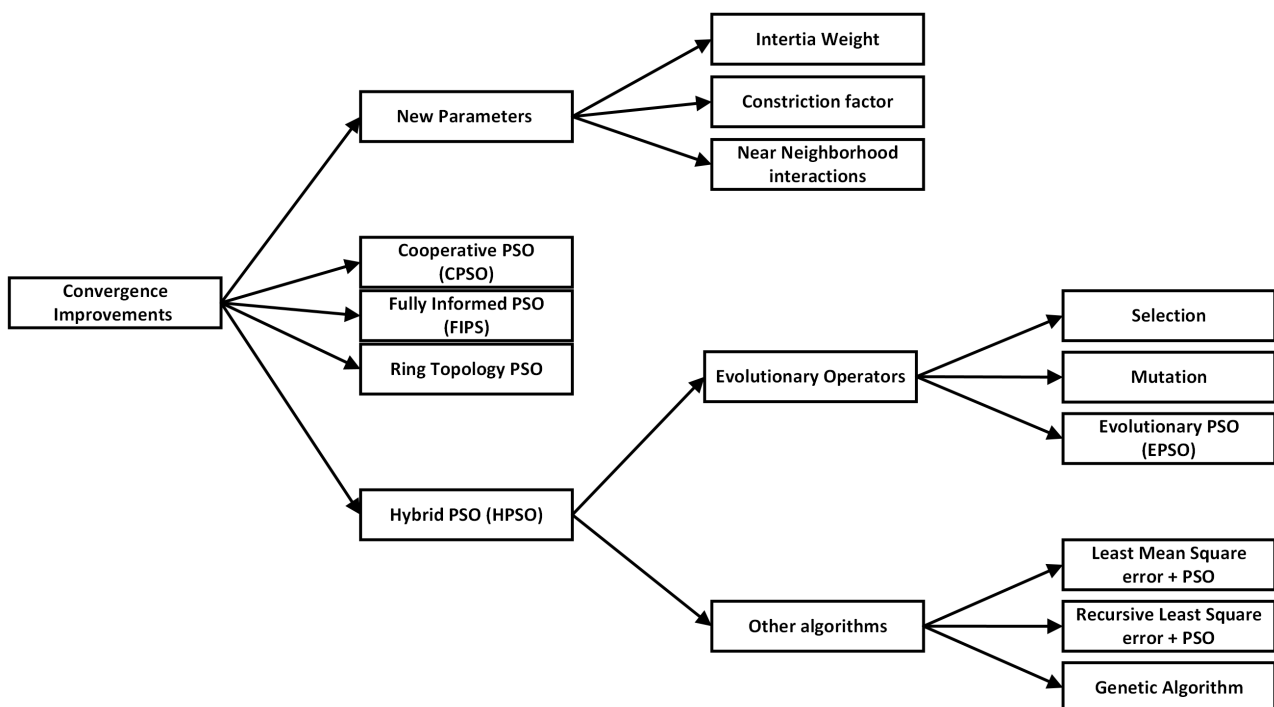 Intertia Weight
New Parameters
Constriction factor
Near Neighborhood
interactions
Convergence
Improvements
Cooperative PSO
(CPSO)
Fully Informed PSO
(FIPS)
Ring Topology PSO
Hybrid PSO (HPSO)
Evolutionary Operators
Selection
Mutation
Evolutionary PSO
(EPSO)
Other algorithms
Least Mean Square
error + PSO
Recursive Least Square
error + PSO
Genetic Algorithm